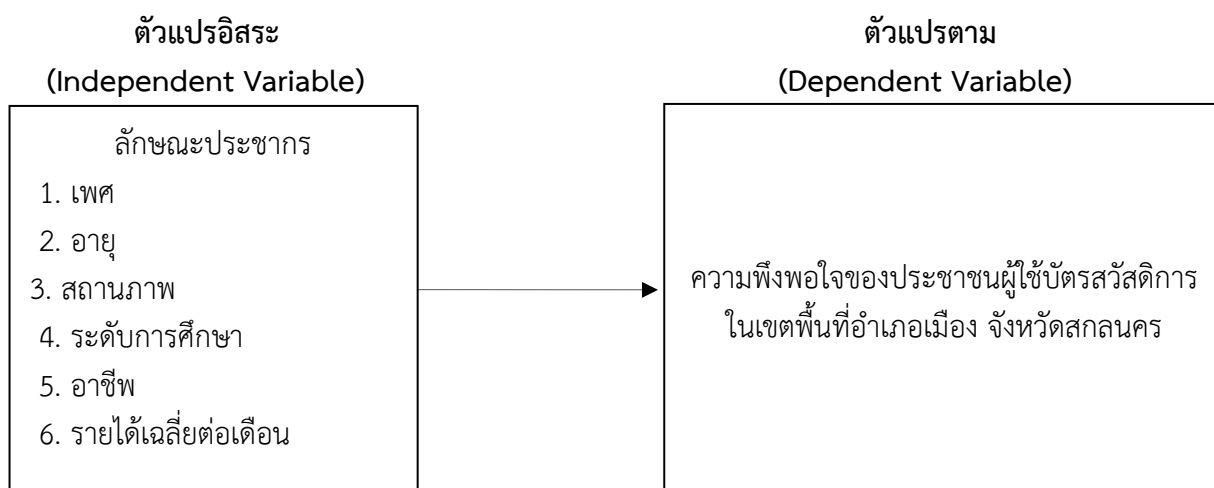 ตัวแปรอิสระ
(Independent Variable)
ลักษณะประชากร
1. เพศ
2. อายุ
3. สถานภาพ
4. ระดับการศึกษา
5. อาชีพ
6. รายได้เฉลี่ยต่อเดือน
ตัวแปรตาม
(Dependent Variable)
ความพึงพอใจของประชาชนผู้ใช้บัตรสวัสดิการ
ในเขตพื้นที่อำเภอเมือง จังหวัดสกลนคร